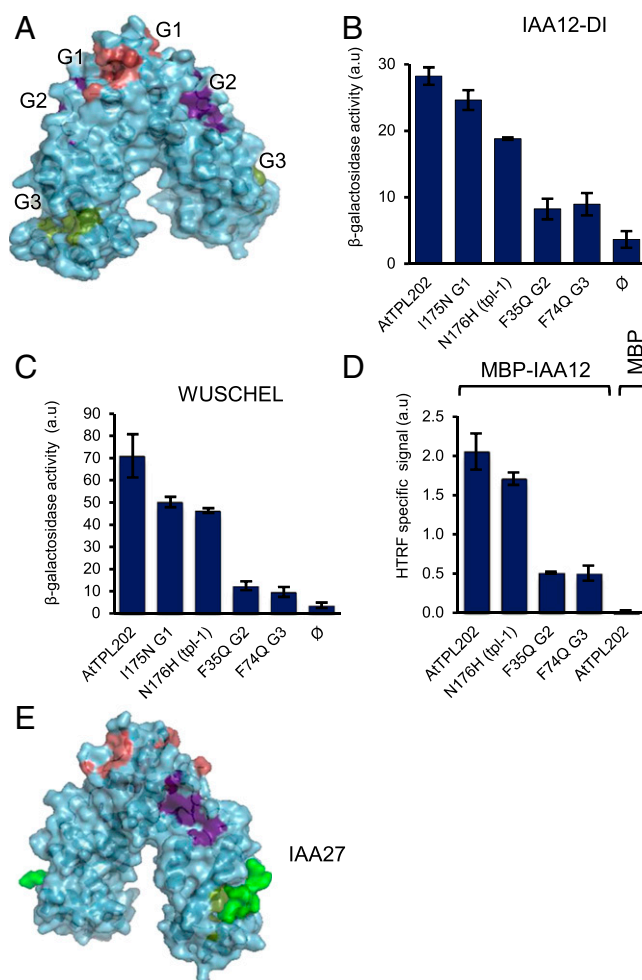 A
G1
G1
G2
G2
G3
G3
B
IAA12-DI
β-galactosidase activity (a.u)
30
20
10
0
AtTPL202
I175N G1
N176H (tpl-1)
F35Q G2
F74Q G3
Ø
C
WUSCHEL
β-galactosidase activity (a.u)
90
80
70
60
50
40
30
20
10
0
AtTPL202
I175N G1
N176H (tpl-1)
F35Q G2
F74Q G3
Ø
D
MBP-IAA12
MBP
HTRF specific signal (a.u)
2.5
2.0
1.5
1.0
0.5
0.0
AtTPL202
N176H (tpl-1)
F35Q G2
F74Q G3
AtTPL202
E
IAA27